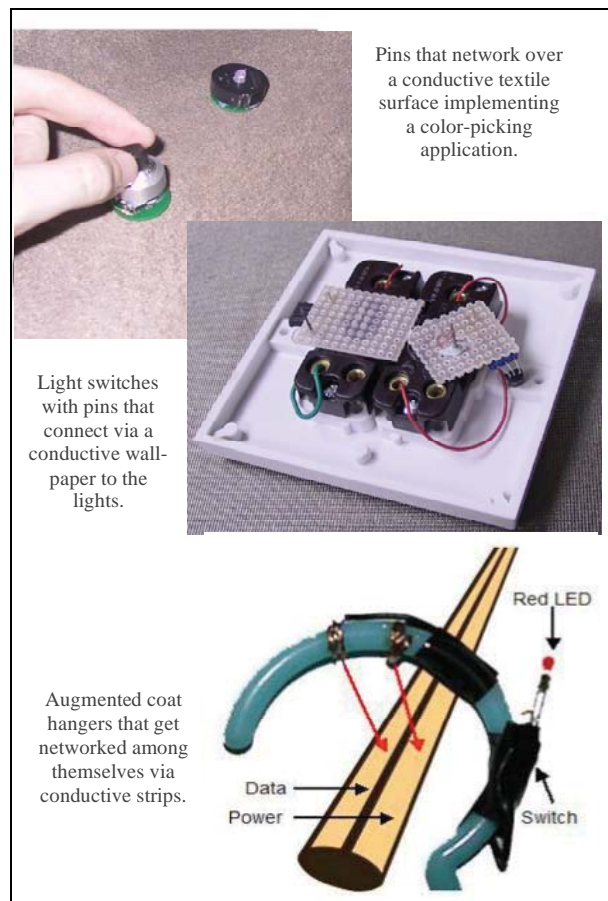 Pins that network over
a conductive textile
surface implementing
a color-picking
application.
Light switches
with pins that
connect via a
conductive wall-
paper to the
lights.
Augmented coat
hangers that get
networked among
themselves via
conductive strips.
Red LED
Data
Power
Switch